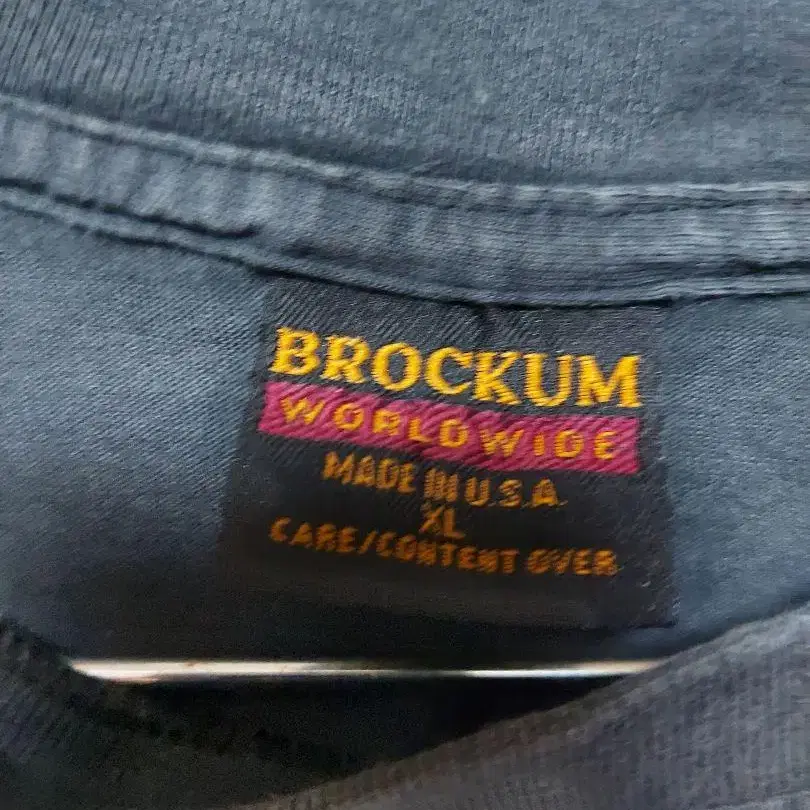 BROCKUM
WORLDWIDE
MADE IN U.S.A.
XL
CARE/CONTENT OVER